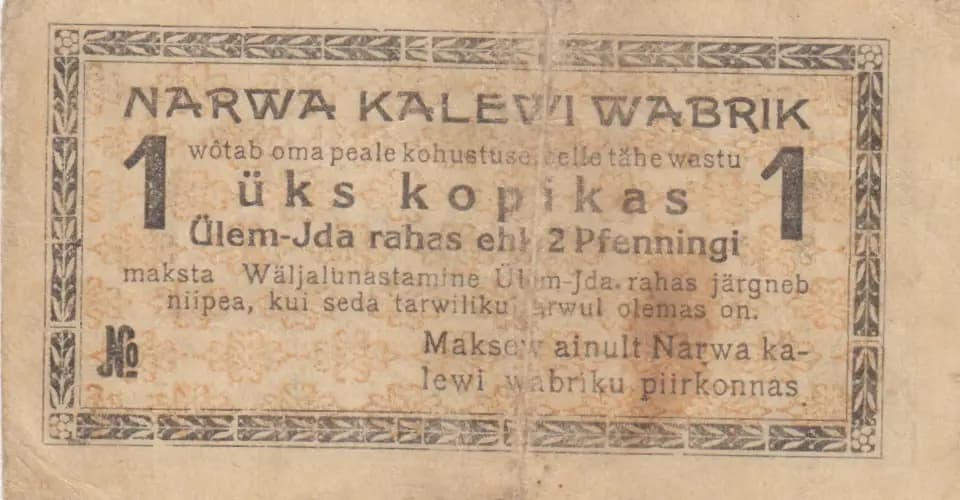 NARWA KALEWI WABRIK
1 wõtab oma peale kohustuse, selle tähe wastu 1
üks kopikas
Ülem-Jda rahas ehk 2 Pfenningi
maksta Wäljalunastamine Ülem-Jda. rahas järgneb
niipea, kui seda tarwilikul arwul olemas on.
№ Maksew ainult Narwa ka-
lewi wabriku piirkonnas.